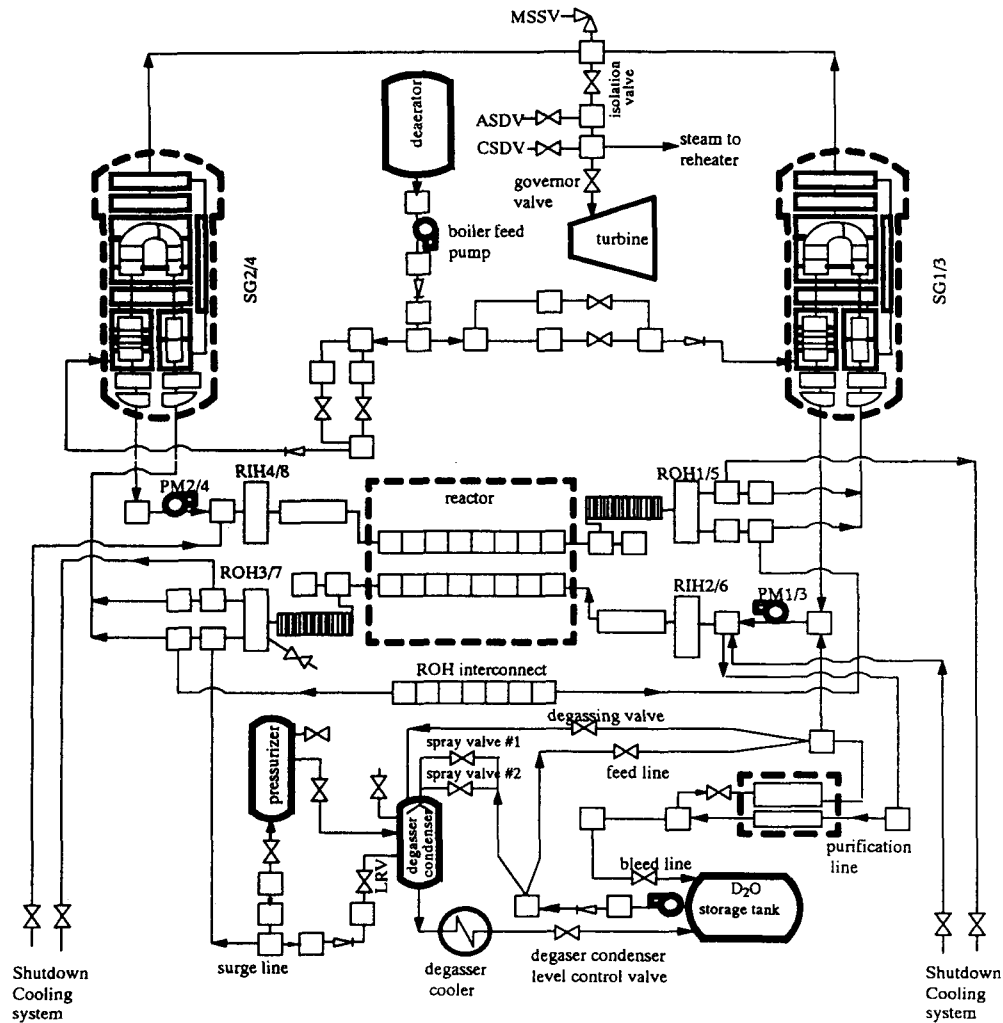 MSSV
isolation
valve
deaerator
ASDV
CSDV
steam to
reheater
governor
valve
turbine
boiler feed
pump
SG2/4
SG1/3
RIH4/8
PM2/4
reactor
ROH1/5
ROH3/7
RIH2/6
PM1/3
ROH interconnect
degassing valve
pressurizer
spray valve #1
spray valve #2
feed line
degasser
condenser
LRV
purification
line
bleed line
D₂O
storage tank
surge line
degasser
cooler
degaser condenser
level control valve
Shutdown
Cooling
system
Shutdown
Cooling
system